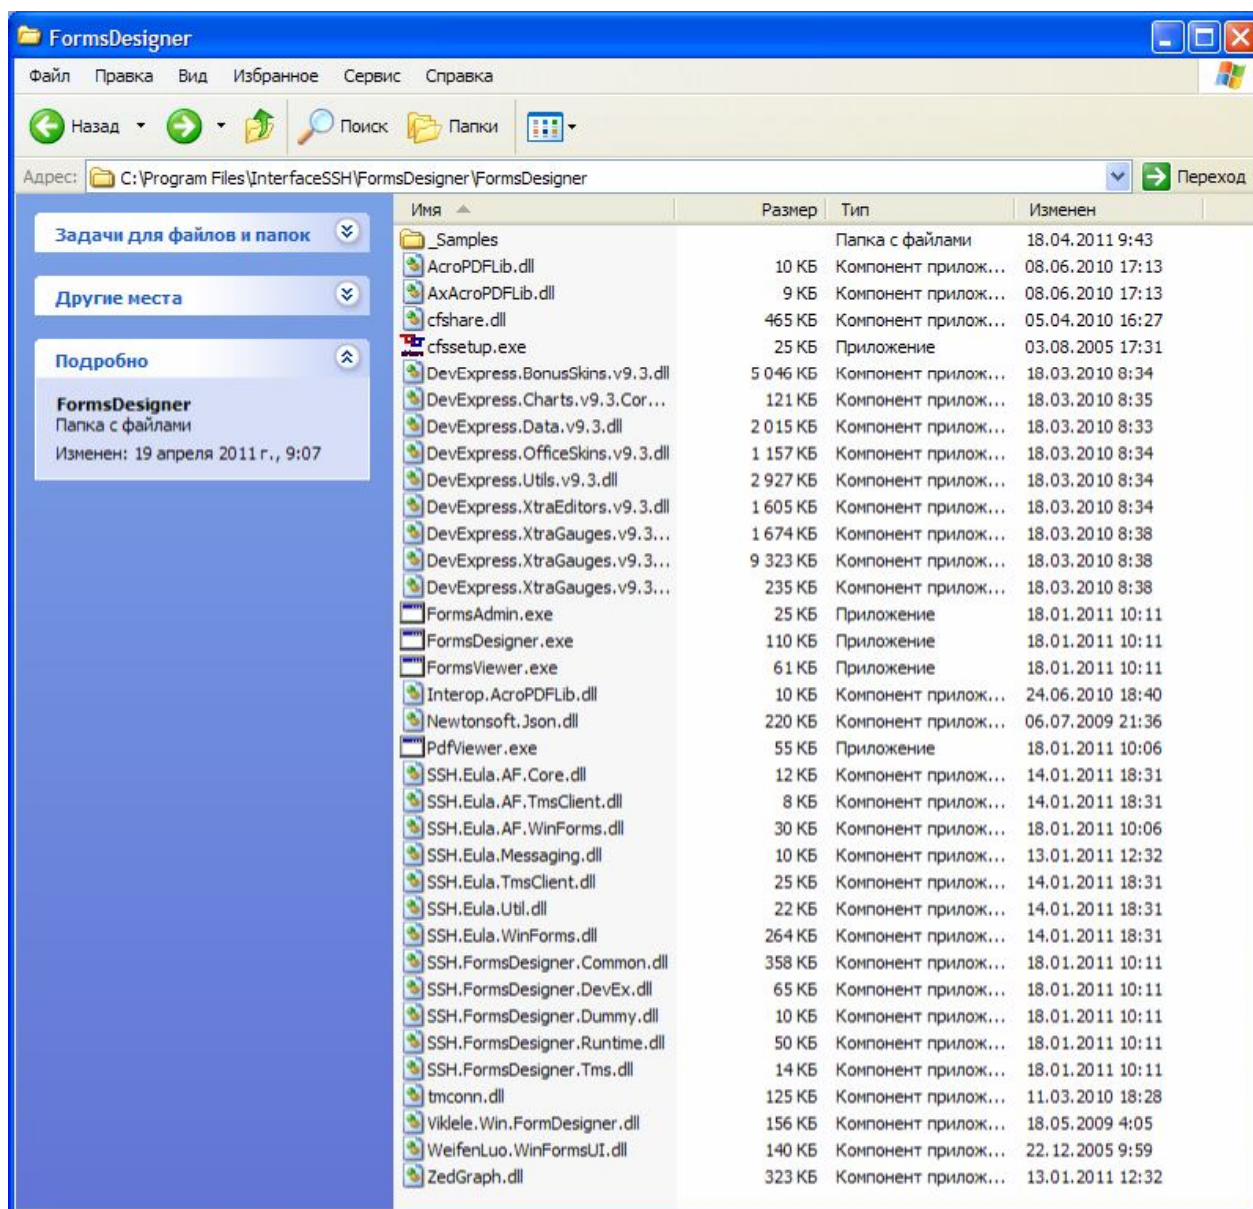 FormsDesigner
Файл Правка Вид Избранное Сервис Справка
Назад Поиск Папки
Адрес: C:\Program Files\InterfaceSSH\FormsDesigner\FormsDesigner Переход
Задачи для файлов и папок
Другие места
Подробно
FormsDesigner
Папка с файлами
Изменен: 19 апреля 2011 г., 9:07
Имя Размер Тип Изменен
_Samples Папка с файлами 18.04.2011 9:43
AcroPDFLib.dll 10 КБ Компонент прилож... 08.06.2010 17:13
AxAcroPDFLib.dll 9 КБ Компонент прилож... 08.06.2010 17:13
cfshare.dll 465 КБ Компонент прилож... 05.04.2010 16:27
cfssetup.exe 25 КБ Приложение 03.08.2005 17:31
DevExpress.BonusSkins.v9.3.dll 5 046 КБ Компонент прилож... 18.03.2010 8:34
DevExpress.Charts.v9.3.Cor... 121 КБ Компонент прилож... 18.03.2010 8:35
DevExpress.Data.v9.3.dll 2 015 КБ Компонент прилож... 18.03.2010 8:33
DevExpress.OfficeSkins.v9.3.dll 1 157 КБ Компонент прилож... 18.03.2010 8:34
DevExpress.Utils.v9.3.dll 2 927 КБ Компонент прилож... 18.03.2010 8:34
DevExpress.XtraEditors.v9.3.dll 1 605 КБ Компонент прилож... 18.03.2010 8:34
DevExpress.XtraGauges.v9.3... 1 674 КБ Компонент прилож... 18.03.2010 8:38
DevExpress.XtraGauges.v9.3... 9 323 КБ Компонент прилож... 18.03.2010 8:38
DevExpress.XtraGauges.v9.3... 235 КБ Компонент прилож... 18.03.2010 8:38
FormsAdmin.exe 25 КБ Приложение 18.01.2011 10:11
FormsDesigner.exe 110 КБ Приложение 18.01.2011 10:11
FormsViewer.exe 61 КБ Приложение 18.01.2011 10:11
Interop.AcroPDFLib.dll 10 КБ Компонент прилож... 24.06.2010 18:40
Newtonsoft.Json.dll 220 КБ Компонент прилож... 06.07.2009 21:36
PdfViewer.exe 55 КБ Приложение 18.01.2011 10:06
SSH.Eula.AF.Core.dll 12 КБ Компонент прилож... 14.01.2011 18:31
SSH.Eula.AF.TmsClient.dll 8 КБ Компонент прилож... 14.01.2011 18:31
SSH.Eula.AF.WinForms.dll 30 КБ Компонент прилож... 18.01.2011 10:06
SSH.Eula.Messaging.dll 10 КБ Компонент прилож... 13.01.2011 12:32
SSH.Eula.TmsClient.dll 25 КБ Компонент прилож... 14.01.2011 18:31
SSH.Eula.Util.dll 22 КБ Компонент прилож... 14.01.2011 18:31
SSH.Eula.WinForms.dll 264 КБ Компонент прилож... 14.01.2011 18:31
SSH.FormsDesigner.Common.dll 358 КБ Компонент прилож... 18.01.2011 10:11
SSH.FormsDesigner.DevEx.dll 65 КБ Компонент прилож... 18.01.2011 10:11
SSH.FormsDesigner.Dummy.dll 10 КБ Компонент прилож... 18.01.2011 10:11
SSH.FormsDesigner.Runtime.dll 50 КБ Компонент прилож... 18.01.2011 10:11
SSH.FormsDesigner.Tms.dll 14 КБ Компонент прилож... 18.01.2011 10:11
tmconn.dll 125 КБ Компонент прилож... 11.03.2010 18:28
Viklele.Win.FormDesigner.dll 156 КБ Компонент прилож... 18.05.2009 4:05
WeifenLuo.WinFormsUI.dll 140 КБ Компонент прилож... 22.12.2005 9:59
ZedGraph.dll 323 КБ Компонент прилож... 13.01.2011 12:32